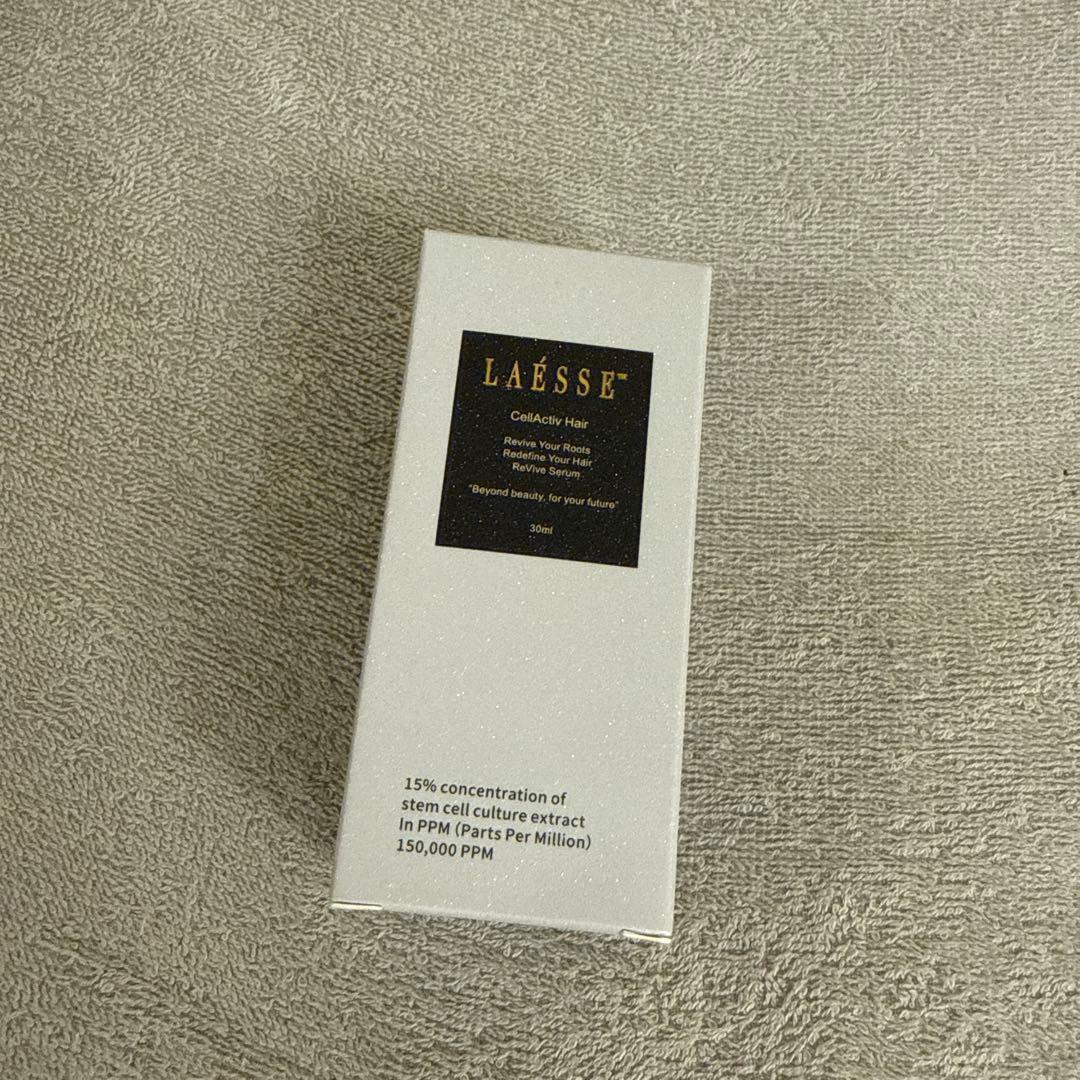 LAÉSSE™
CellActiv Hair
Revive Your Roots
Redefine Your Hair
ReVive Serum
"Beyond beauty, for your future"
30ml
15% concentration of
stem cell culture extract
In PPM (Parts Per Million)
150,000 PPM